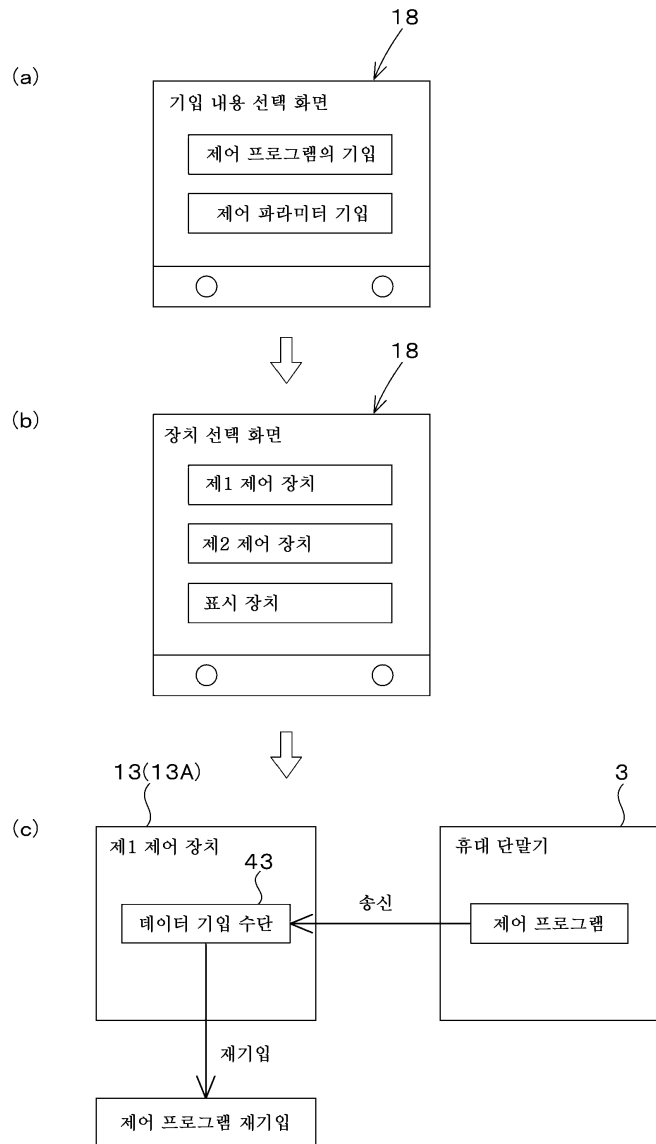 18
(a)
기입 내용 선택 화면
제어 프로그램의 기입
제어 파라미터 기입
18
(b)
장치 선택 화면
제1 제어 장치
제2 제어 장치
표시 장치
13(13A)
3
(c)
제1 제어 장치
휴대 단말기
43
데이터 기입 수단
송신
제어 프로그램
재기입
제어 프로그램 재기입